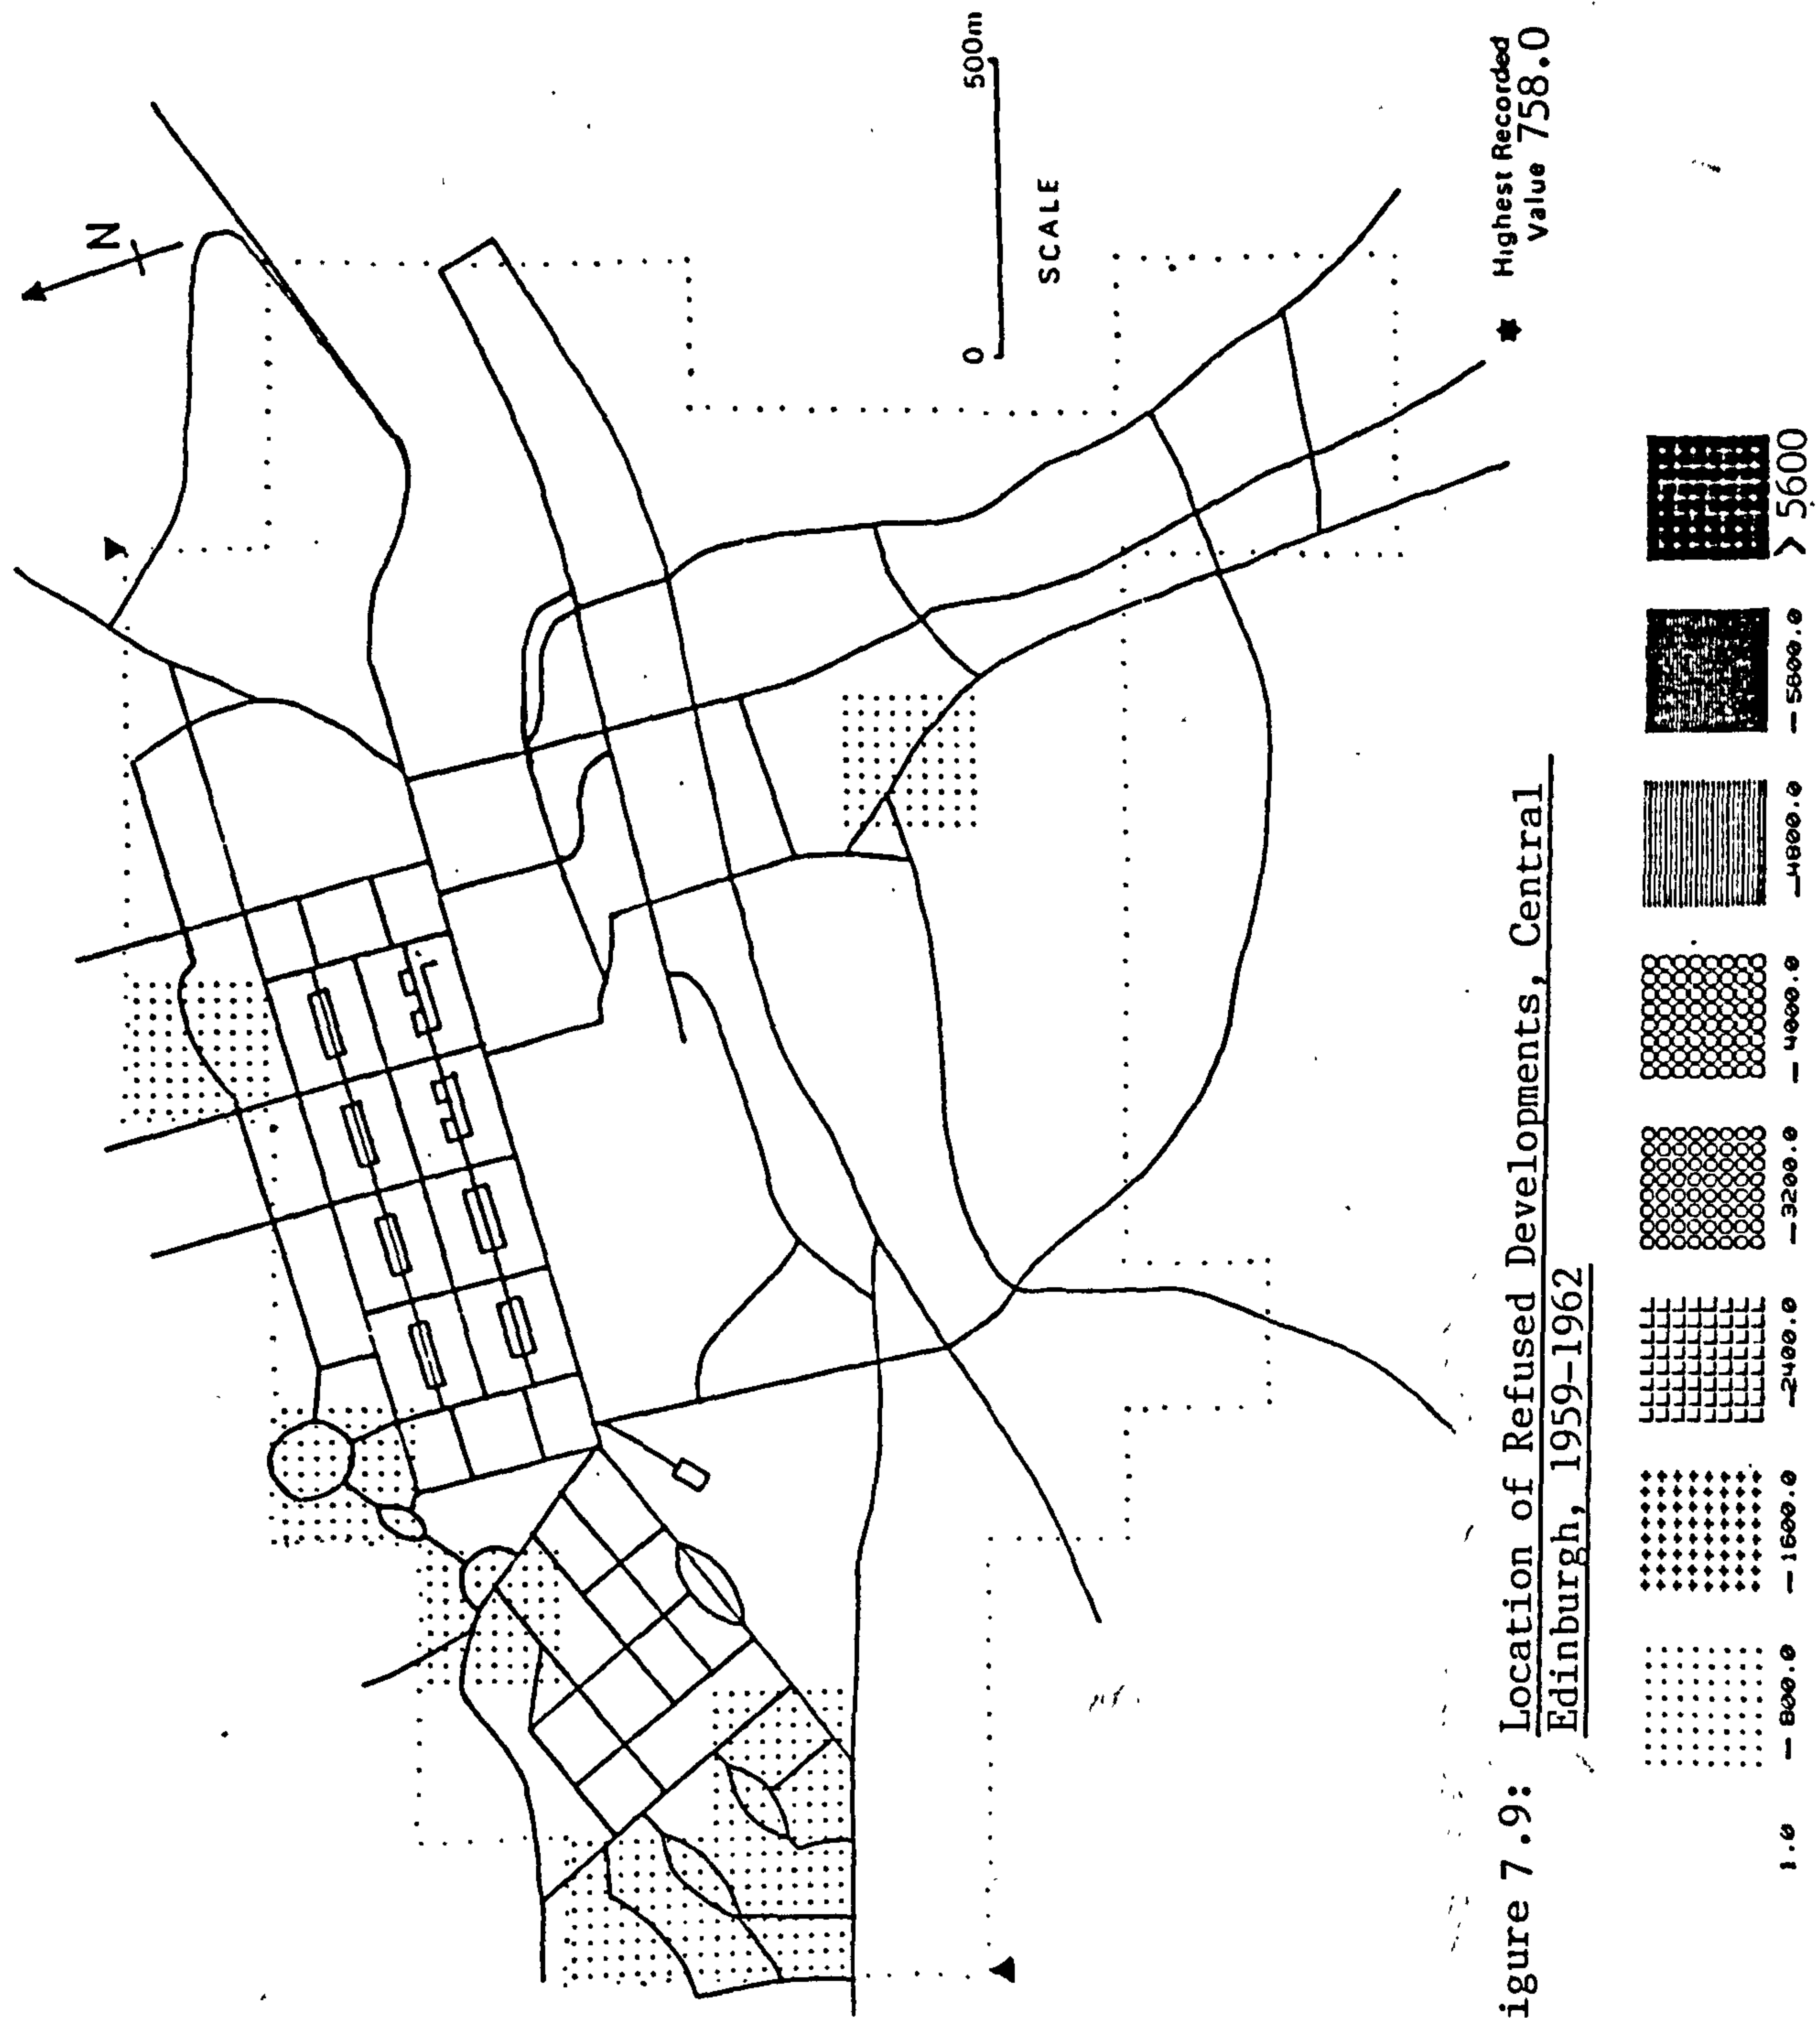 N
0 500m
SCALE
✶ Highest Recorded
Value 758.0
igure 7.9: Location of Refused Developments, Central
Edinburgh, 1959-1962
1.0 —800.0 —1600.0 —2400.0 —3200.0 —4000.0 —4800.0 —5600.0 >5600